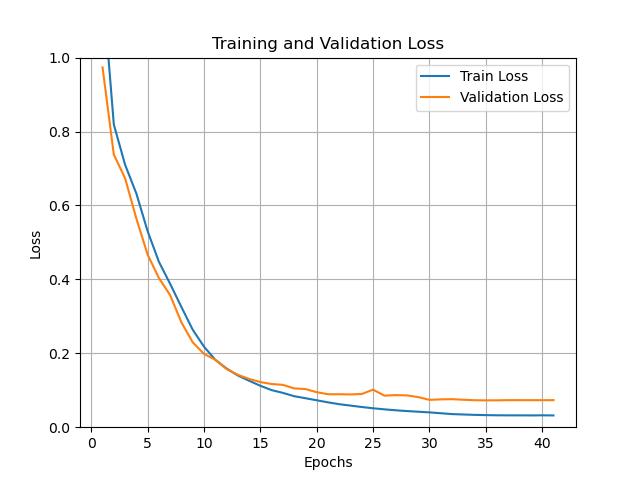 Training and Validation Loss
Train Loss
Validation Loss
Loss
1.0
0.8
0.6
0.4
0.2
0.0
0 5 10 15 20 25 30 35 40
Epochs